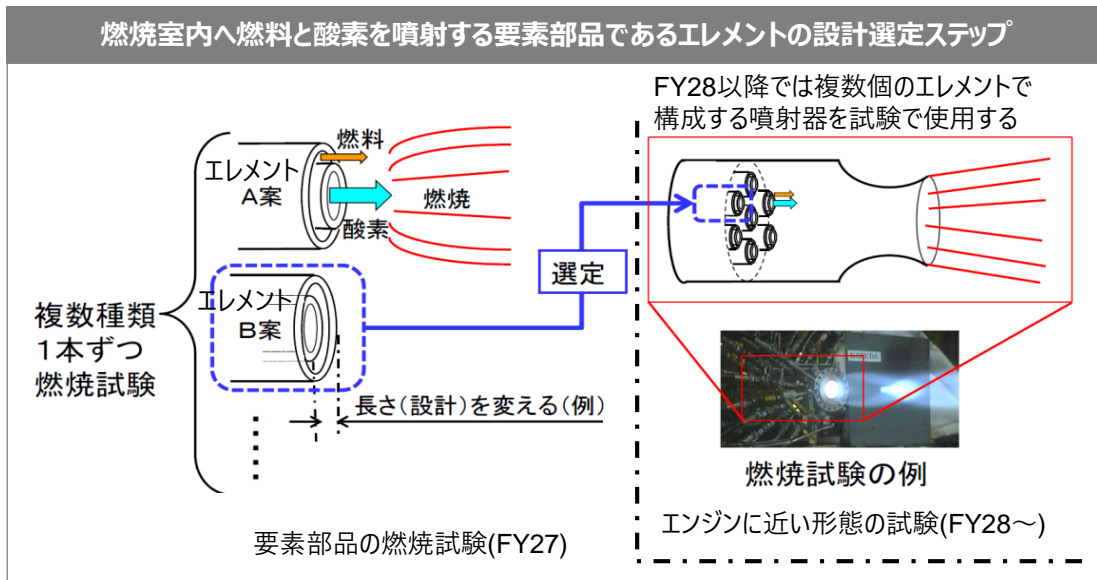 燃焼室内へ燃料と酸素を噴射する要素部品であるエレメントの設計選定ステップ
FY28以降では複数個のエレメントで
構成する噴射器を試験で使用する
燃料
エレメント
A案
燃焼
酸素
選定
エレメント
B案
複数種類
1本ずつ
燃焼試験
長さ(設計)を変える(例)
燃焼試験の例
要素部品の燃焼試験(FY27)
エンジンに近い形態の試験(FY28～)